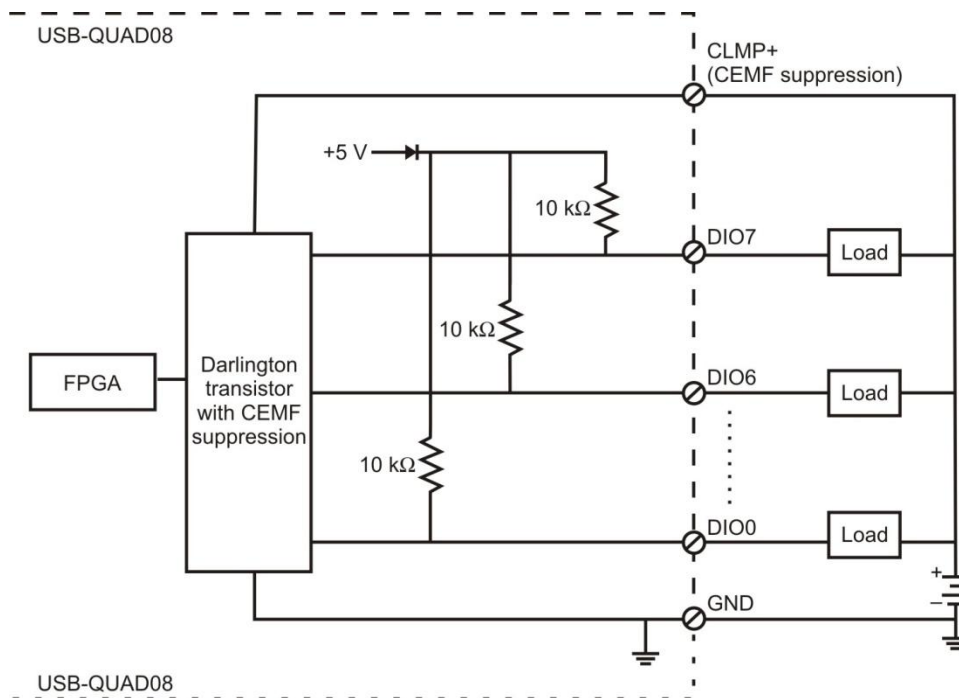 USB-QUAD08
CLMP+
(CEMF suppression)
+5 V
10 kΩ
DIO7
Load
10 kΩ
FPGA
Darlington
transistor
with CEMF
suppression
DIO6
Load
10 kΩ
DIO0
Load
+
–
GND
USB-QUAD08